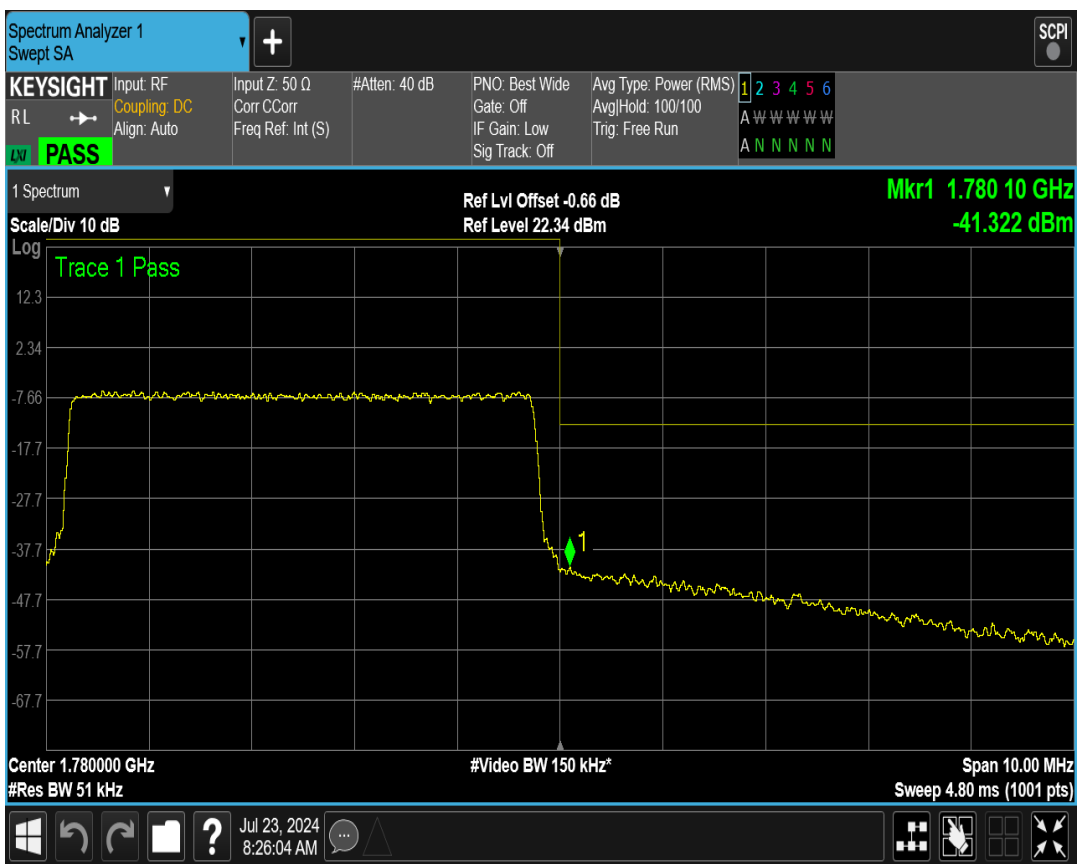 Spectrum Analyzer 1
Swept SA
+
SCPI
KEYSIGHT
RL
LXI PASS
Input: RF
Coupling: DC
Align: Auto
Input Z: 50 Ω
Corr CCorr
Freq Ref: Int (S)
#Atten: 40 dB
PNO: Best Wide
Gate: Off
IF Gain: Low
Sig Track: Off
Avg Type: Power (RMS)
Avg|Hold: 100/100
Trig: Free Run
1 2 3 4 5 6
A W W W W W
A N N N N N
1 Spectrum
Scale/Div 10 dB
Ref Lvl Offset -0.66 dB
Ref Level 22.34 dBm
Mkr1 1.780 10 GHz
-41.322 dBm
Log
Trace 1 Pass
12.3
2.34
-7.66
-17.7
-27.7
-37.7
1
-47.7
-57.7
-67.7
Center 1.780000 GHz
#Res BW 51 kHz
#Video BW 150 kHz*
Span 10.00 MHz
Sweep 4.80 ms (1001 pts)
?
Jul 23, 2024
8:26:04 AM